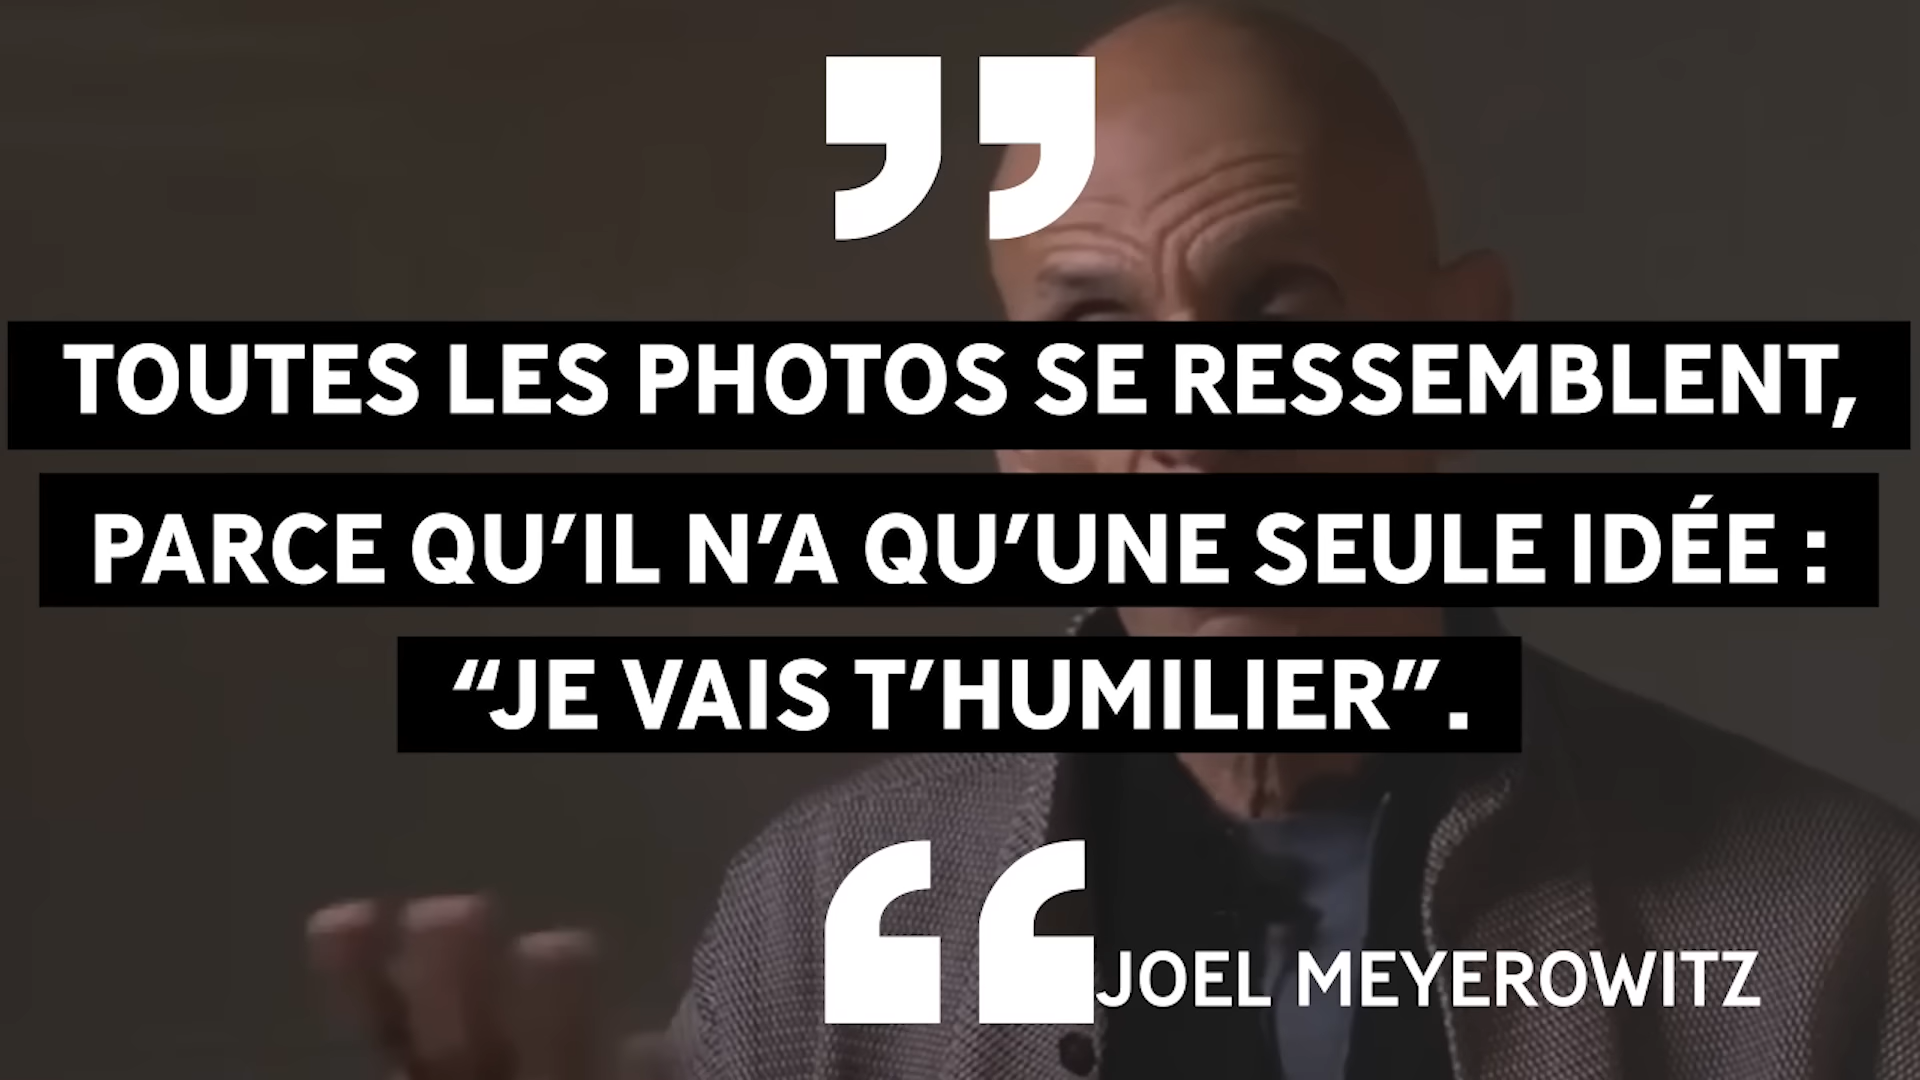 ”
TOUTES LES PHOTOS SE RESSEMBLENT,
PARCE QU’IL N’A QU’UNE SEULE IDÉE :
“JE VAIS T’HUMILIER”.
“
JOEL MEYEROWITZ